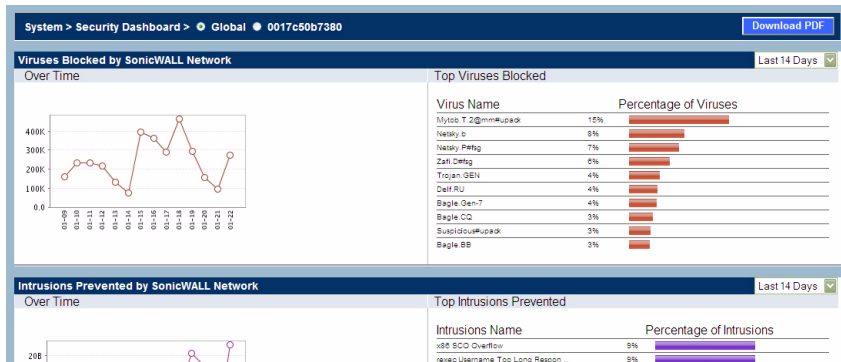 System > Security Dashboard > Global 0017c50b7380
Download PDF
Viruses Blocked by SonicWALL Network
Last 14 Days
Over Time
400K
300K
200K
100K
0.0
01-09
01-10
01-11
01-12
01-13
01-14
01-15
01-16
01-17
01-18
01-19
01-20
01-21
01-22
Top Viruses Blocked
Virus Name Percentage of Viruses
Mytob.T.2@mm#upack 15%
Netsky.b 8%
Netsky.P#fsg 7%
Zafi.D#fsg 6%
Trojan.GEN 4%
Delf.RU 4%
Bagle.Gen-7 4%
Bagle.CQ 3%
Suspicious#upack 3%
Bagle.BB 3%
Intrusions Prevented by SonicWALL Network
Last 14 Days
Over Time
20B
Top Intrusions Prevented
Intrusions Name Percentage of Intrusions
x86 SCO Overflow 9%
rexec Username Too Long Respon... 9%